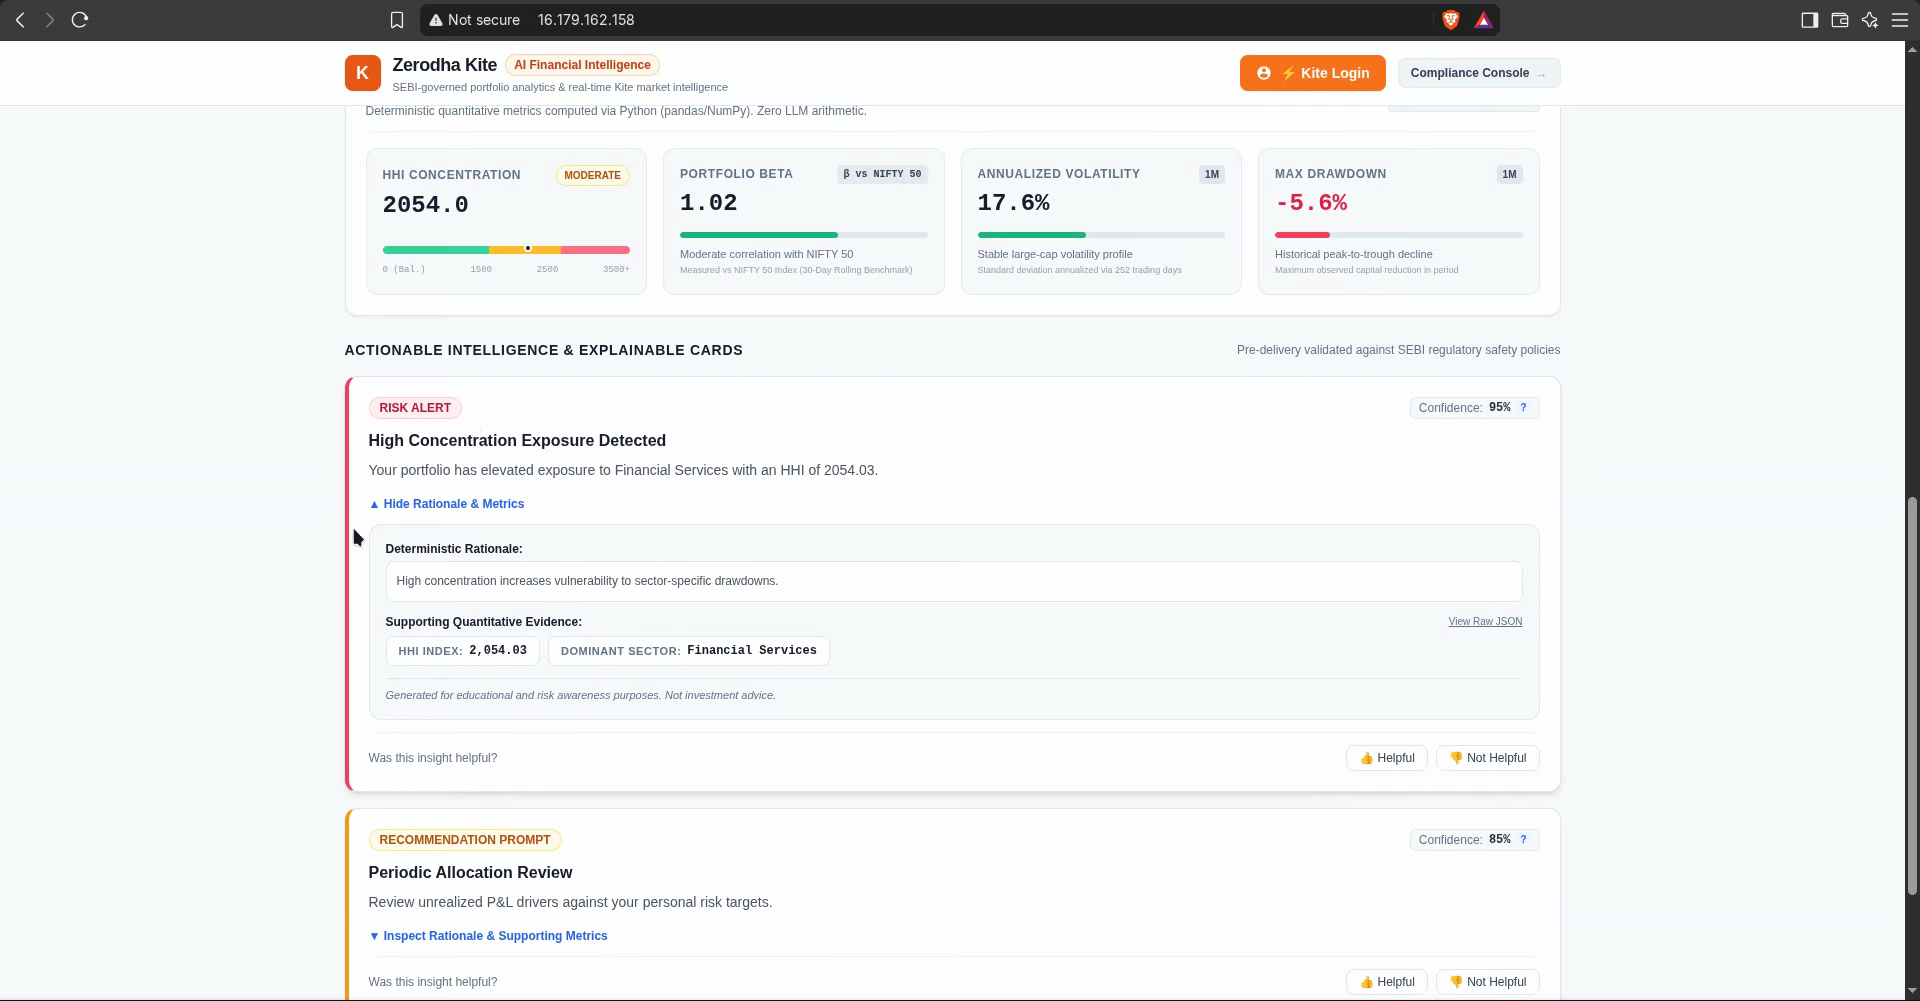 Not secure 16.179.162.158
K
Zerodha Kite AI Financial Intelligence
SEBI-governed portfolio analytics & real-time Kite market intelligence
⚡ Kite Login
Compliance Console →
Deterministic quantitative metrics computed via Python (pandas/NumPy). Zero LLM arithmetic.
HHI CONCENTRATION MODERATE
2054.0
0 (Bal.) 1500 2500 3500+
PORTFOLIO BETA β vs NIFTY 50
1.02
Moderate correlation with NIFTY 50
Measured vs NIFTY 50 Index (30-Day Rolling Benchmark)
ANNUALIZED VOLATILITY 1M
17.6%
Stable large-cap volatility profile
Standard deviation annualized via 252 trading days
MAX DRAWDOWN 1M
-5.6%
Historical peak-to-trough decline
Maximum observed capital reduction in period
ACTIONABLE INTELLIGENCE & EXPLAINABLE CARDS
Pre-delivery validated against SEBI regulatory safety policies
RISK ALERT
Confidence: 95% ?
High Concentration Exposure Detected
Your portfolio has elevated exposure to Financial Services with an HHI of 2054.03.
▲ Hide Rationale & Metrics
Deterministic Rationale:
High concentration increases vulnerability to sector-specific drawdowns.
Supporting Quantitative Evidence:
View Raw JSON
HHI INDEX: 2,054.03
DOMINANT SECTOR: Financial Services
Generated for educational and risk awareness purposes. Not investment advice.
Was this insight helpful?
👍 Helpful
👎 Not Helpful
RECOMMENDATION PROMPT
Confidence: 85% ?
Periodic Allocation Review
Review unrealized P&L drivers against your personal risk targets.
▼ Inspect Rationale & Supporting Metrics
Was this insight helpful?
👍 Helpful
👎 Not Helpful